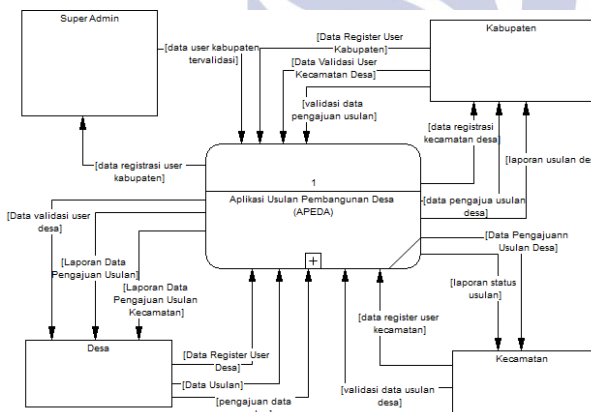 Super Admin
Kabupaten
[data user kabupaten
tervalidasi]
[Data Register User
Kabupaten]
[Data Validasi User
Kecamatan Desa]
[validasi data
pengajuan usulan]
[data registrasi
kecamatan desa]
[laporan usulan des
[data registrasi user
kabupaten]
1
Aplikasi Usulan Pembangunan Desa
(APEDA)
[data pengajua usulan
desa]
[Data validasi user
desa]
[Laporan Data
Pengajuan Usulan]
[Laporan Data
Pengajuan Usulan
Kecamatan]
[Data Pengajuann
Usulan Desa]
[laporan status
usulan]
[data register user
kecamatan]
Desa
Kecamatan
[Data Register User
Desa]
[Data Usulan]
[pengajuan data
[validasi data usulan
desa]